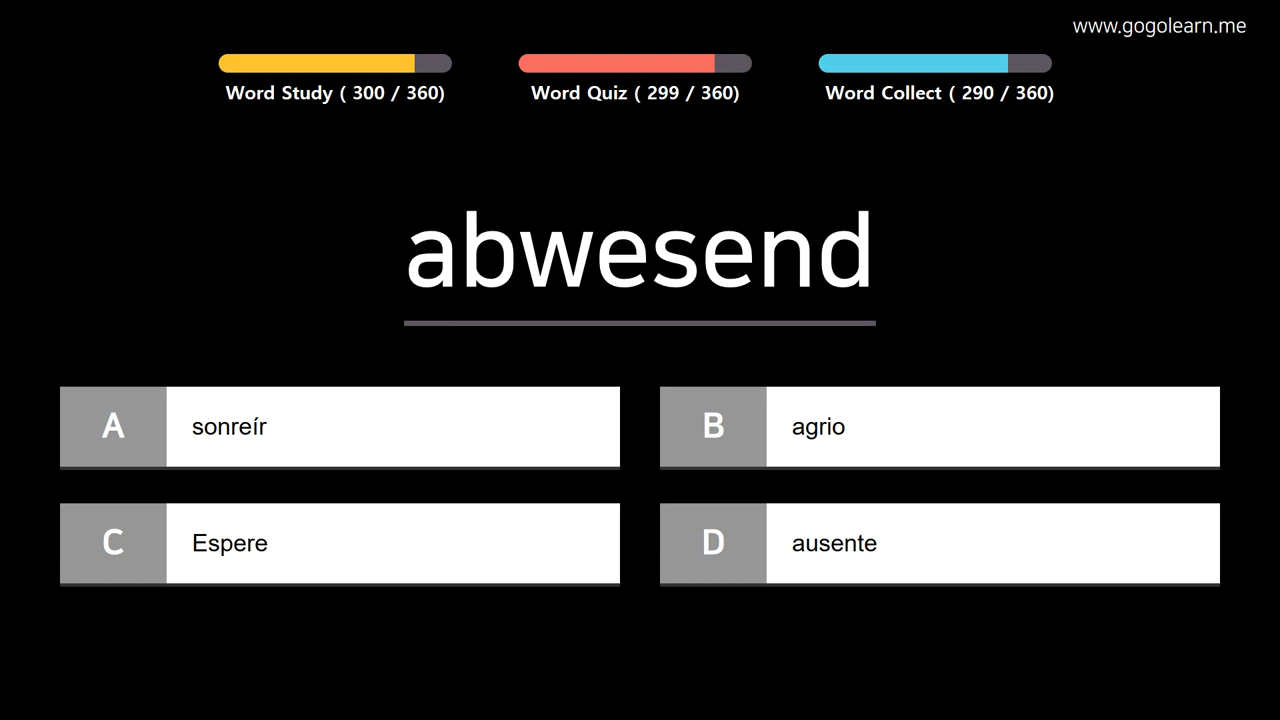 www.gogolearn.me
Word Study ( 300 / 360)
Word Quiz ( 299 / 360)
Word Collect ( 290 / 360)
abwesend
A sonreír
B agrio
C Espere
D ausente